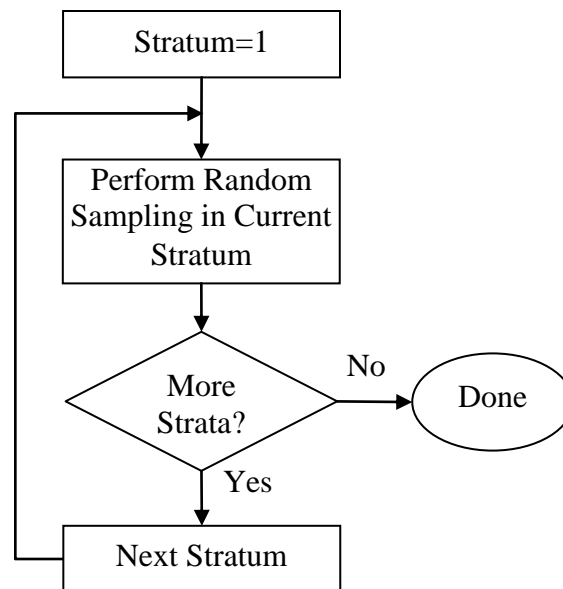 Stratum=1
Perform Random
Sampling in Current
Stratum
More
Strata?
No
Done
Yes
Next Stratum